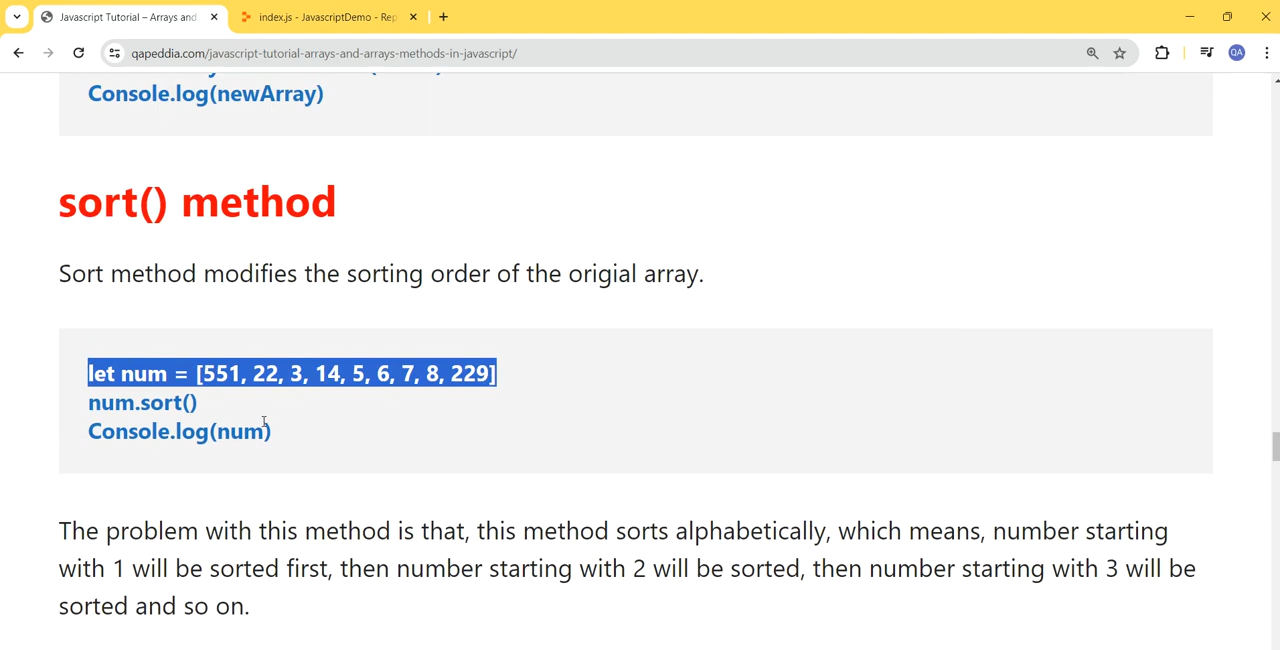 Javascript Tutorial – Arrays and
index.js - JavascriptDemo - Rep
qapeddia.com/javascript-tutorial-arrays-and-arrays-methods-in-javascript/
QA
Console.log(newArray)
sort() method
Sort method modifies the sorting order of the origial array.
let num = [551, 22, 3, 14, 5, 6, 7, 8, 229]
num.sort()
Console.log(num)
The problem with this method is that, this method sorts alphabetically, which means, number starting
with 1 will be sorted first, then number starting with 2 will be sorted, then number starting with 3 will be
sorted and so on.